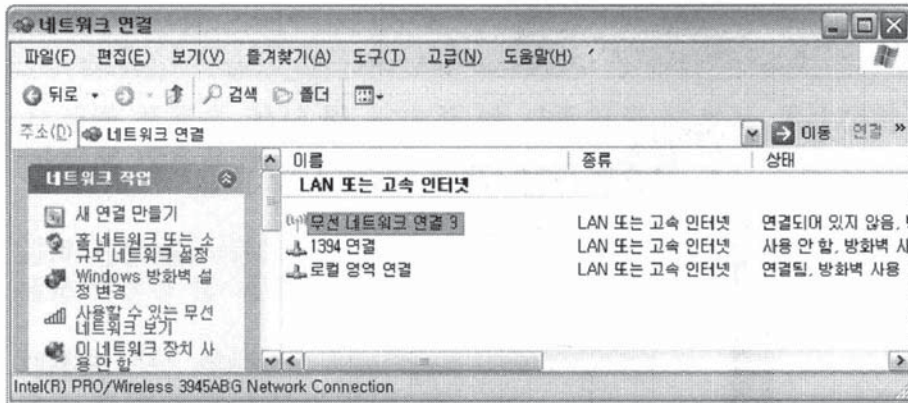 네트워크 연결
파일(F) 편집(E) 보기(V) 즐겨찾기(A) 도구(T) 고급(N) 도움말(H)
뒤로 검색 폴더
주소(D) 네트워크 연결 이동 연결 »
네트워크 작업
새 연결 만들기
홈 네트워크 또는 소
규모 네트워크 설정
Windows 방화벽 설
정 변경
사용할 수 있는 무선
네트워크 보기
이 네트워크 장치 사
용 안 함
이름 종류 상태
LAN 또는 고속 인터넷
무선 네트워크 연결 3 LAN 또는 고속 인터넷 연결되어 있지 않음,
1394 연결 LAN 또는 고속 인터넷 사용 안 함, 방화벽 사
로컬 영역 연결 LAN 또는 고속 인터넷 연결됨, 방화벽 사용
Intel(R) PRO/Wireless 3945ABG Network Connection